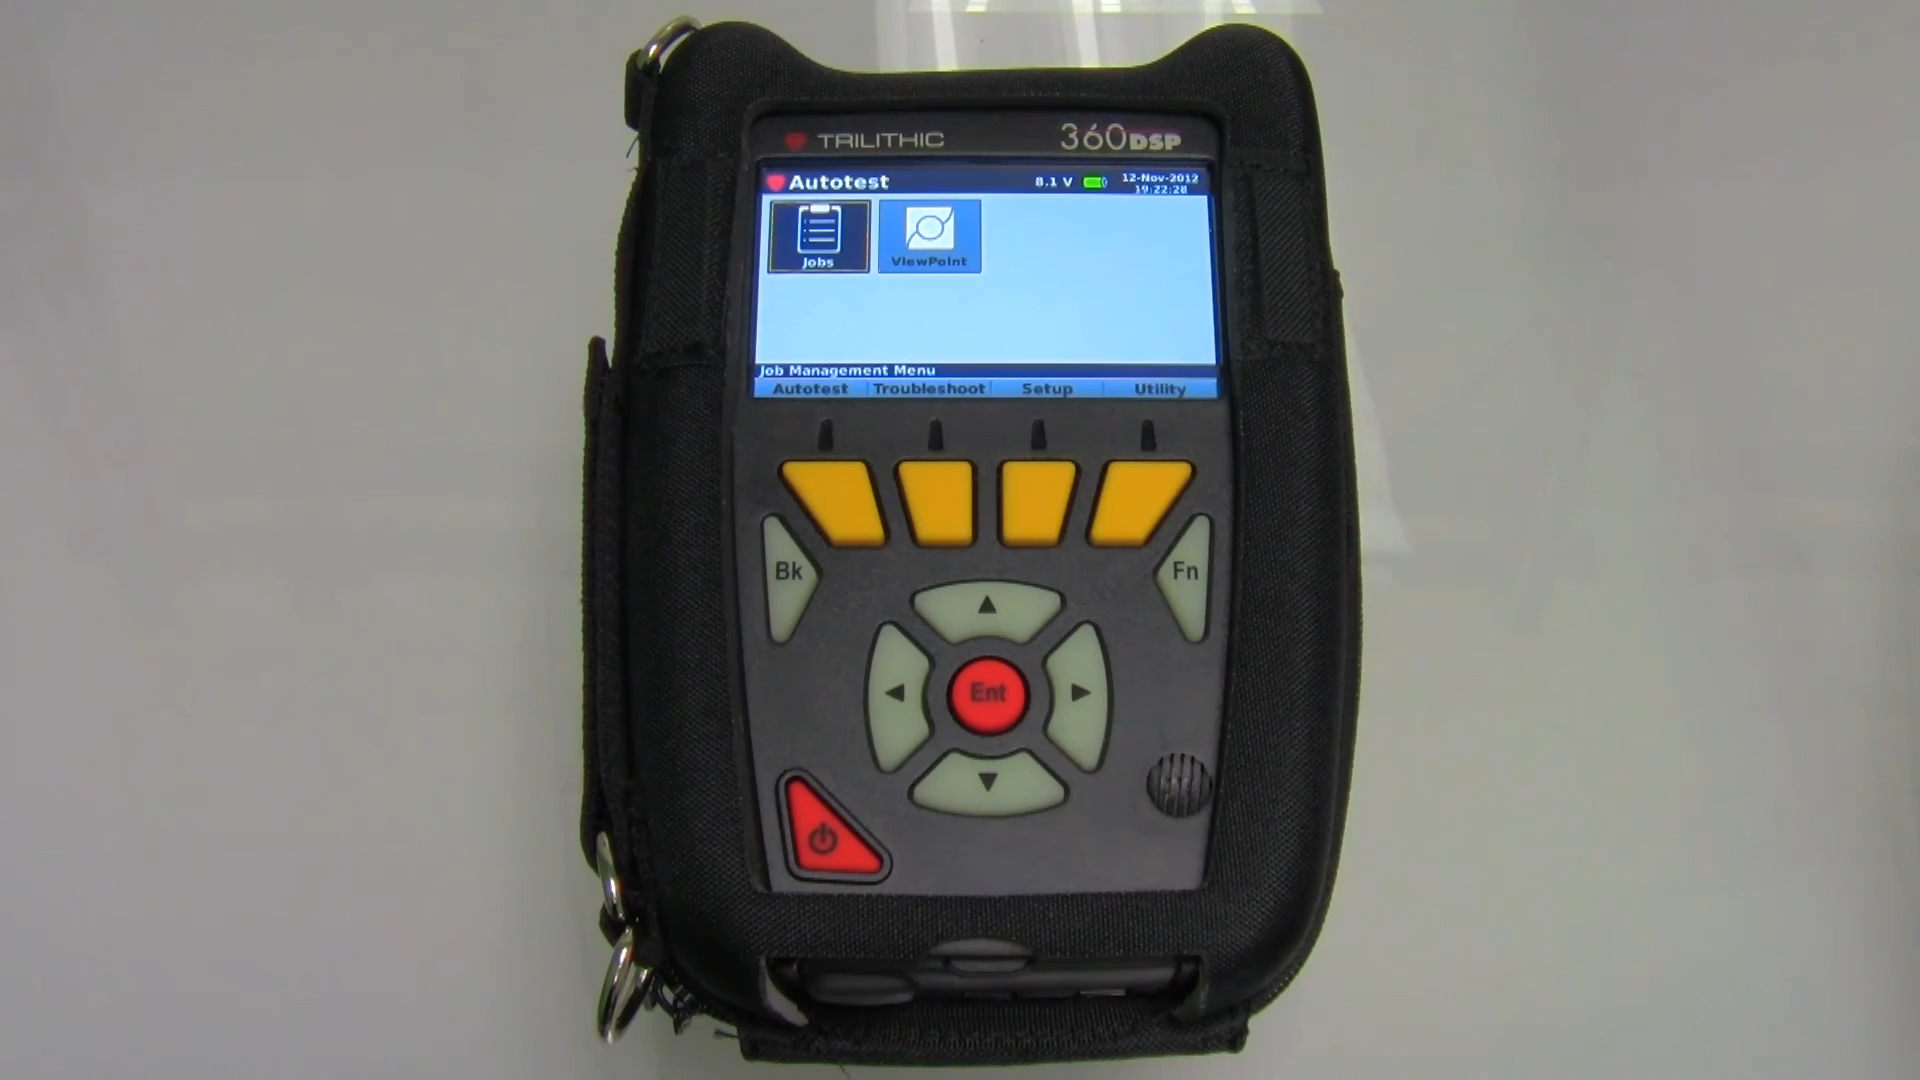 TRILITHIC 360DSP
Autotest 8.1 V 12-Nov-2012
19:22:28
Jobs ViewPoint
Job Management Menu
Autotest Troubleshoot Setup Utility
Bk Fn
Ent